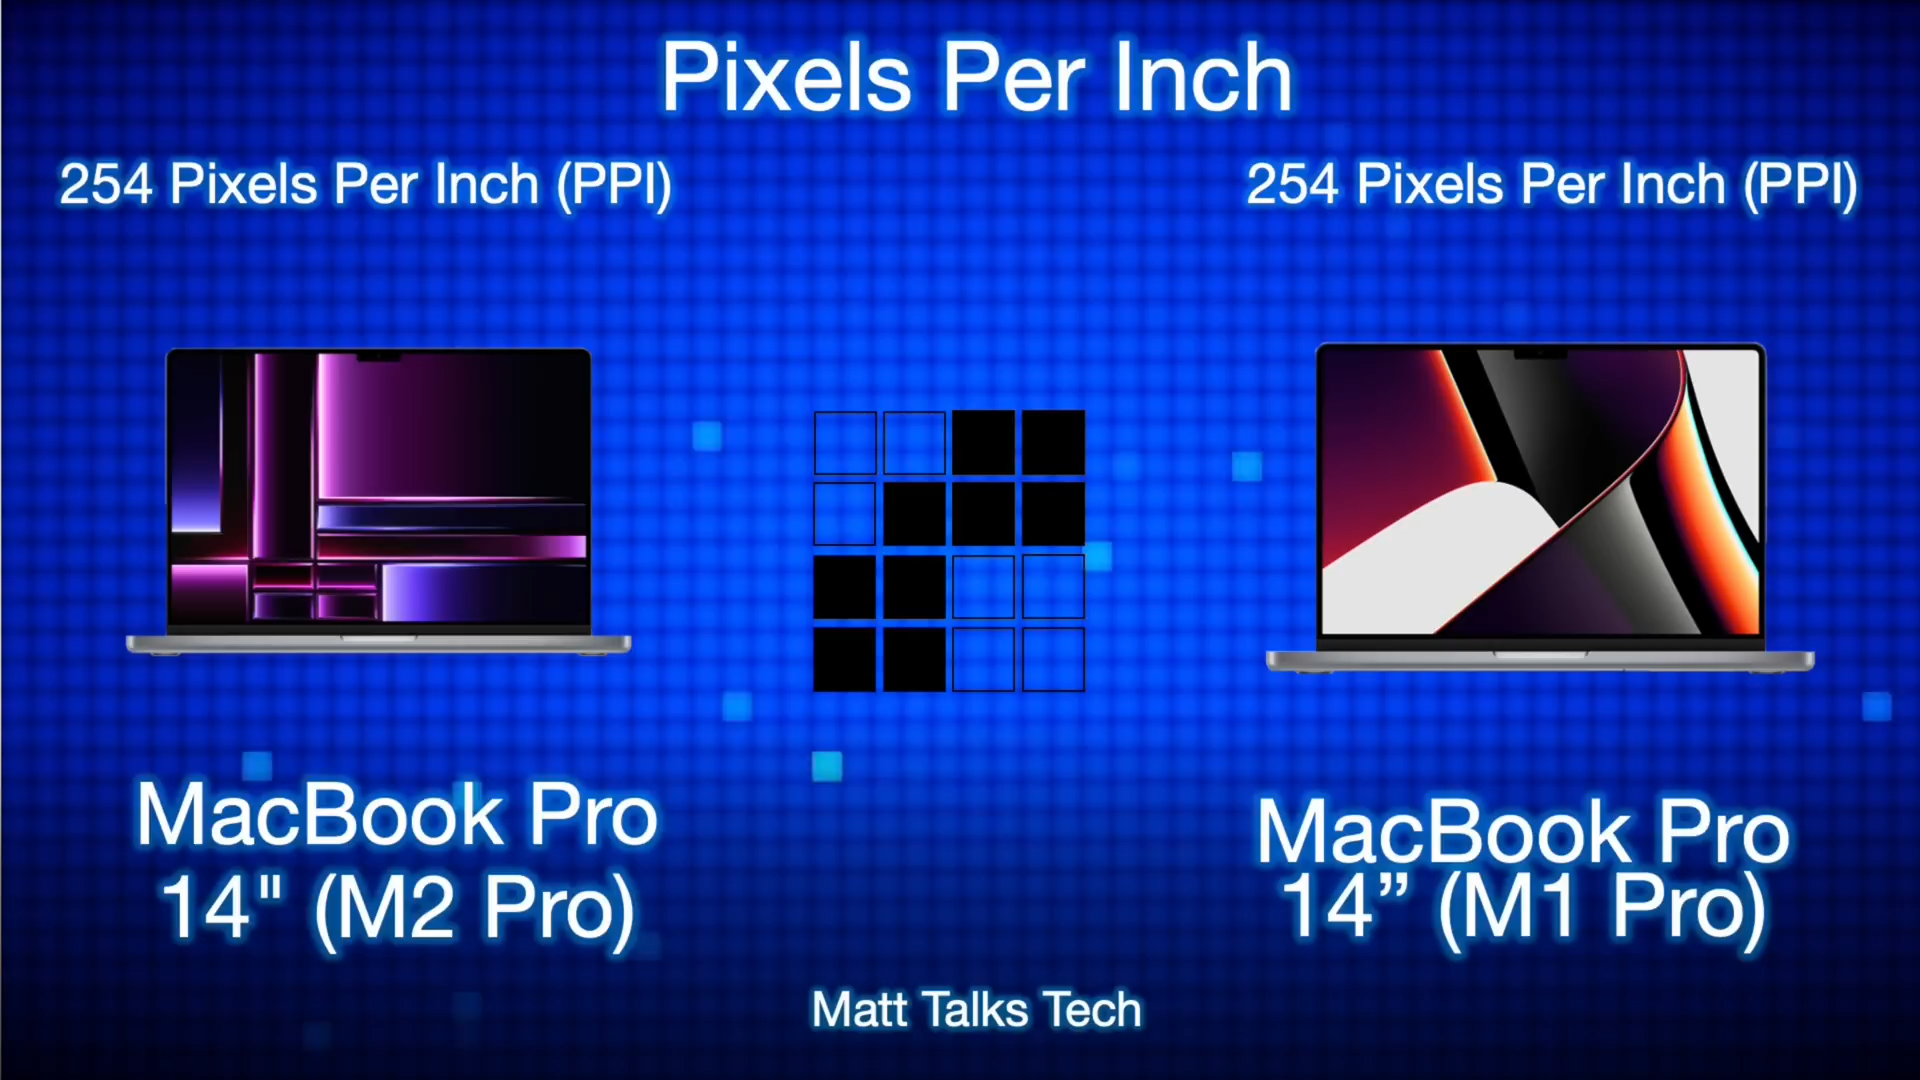 Pixels Per Inch
254 Pixels Per Inch (PPI)
254 Pixels Per Inch (PPI)
MacBook Pro
14" (M2 Pro)
MacBook Pro
14” (M1 Pro)
Matt Talks Tech